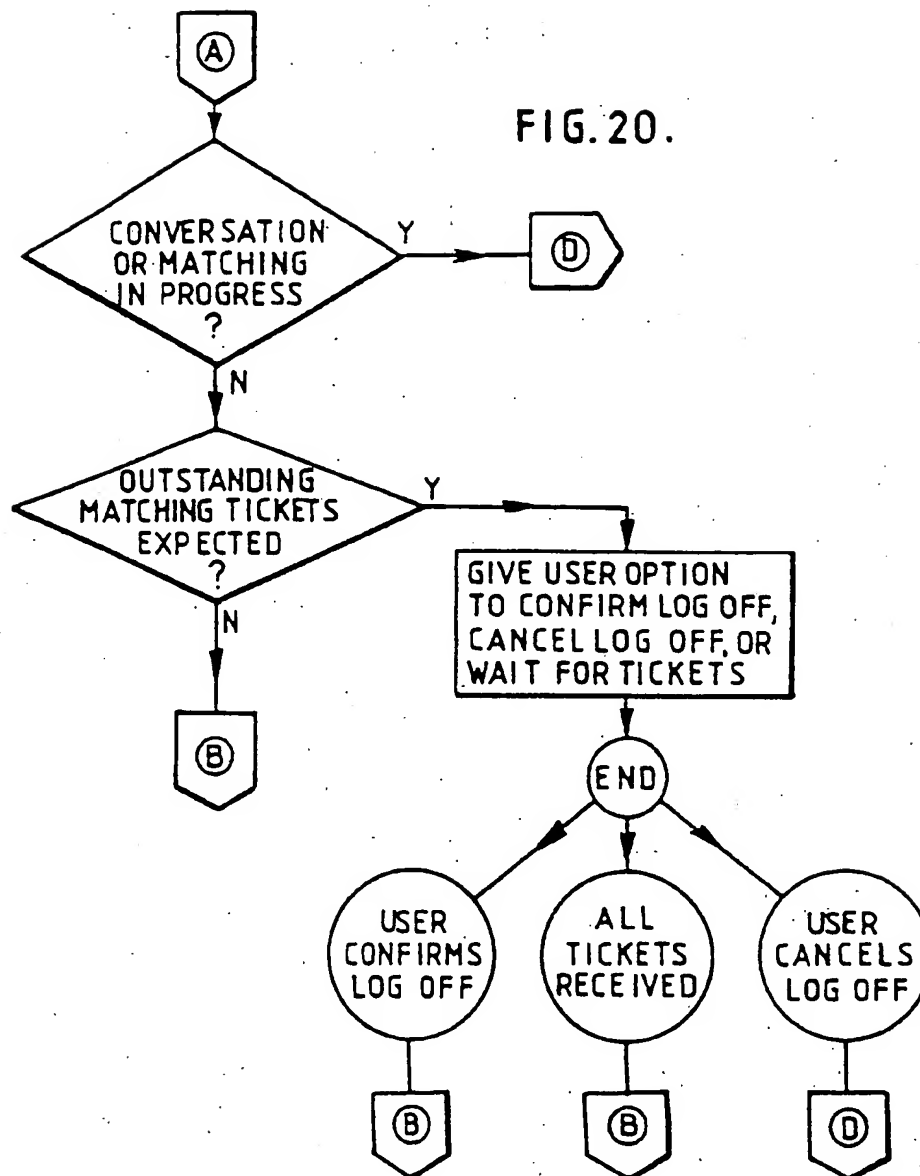 A
FIG. 20.
CONVERSATION
OR MATCHING
IN PROGRESS
?
Y
D
N
OUTSTANDING
MATCHING TICKETS
EXPECTED
?
Y
N
GIVE USER OPTION
TO CONFIRM LOG OFF,
CANCEL LOG OFF, OR
WAIT FOR TICKETS
B
END
USER
CONFIRMS
LOG OFF
ALL
TICKETS
RECEIVED
USER
CANCELS
LOG OFF
B
B
D